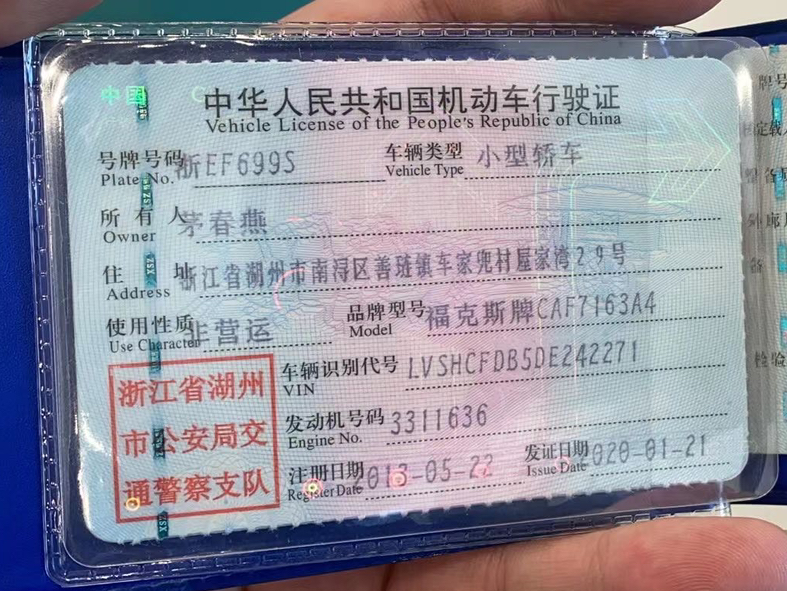 中国
中华人民共和国机动车行驶证
Vehicle License of the People's Republic of China
号牌号码 浙EF699S 车辆类型 小型轿车
Plate No. Vehicle Type
所有人 茅春燕
Owner
住址 浙江省湖州市南浔区善琏镇车家兜村屋家湾29号
Address
使用性质 非营运 品牌型号 福克斯牌CAF7163A4
Use Character Model
车辆识别代号 LVSHCFDB5DE242271
VIN
浙江省湖州
市公安局交
通警察支队
发动机号码 3311636
Engine No.
注册日期 2013-05-22 发证日期 2020-01-21
Register Date Issue Date
牌号